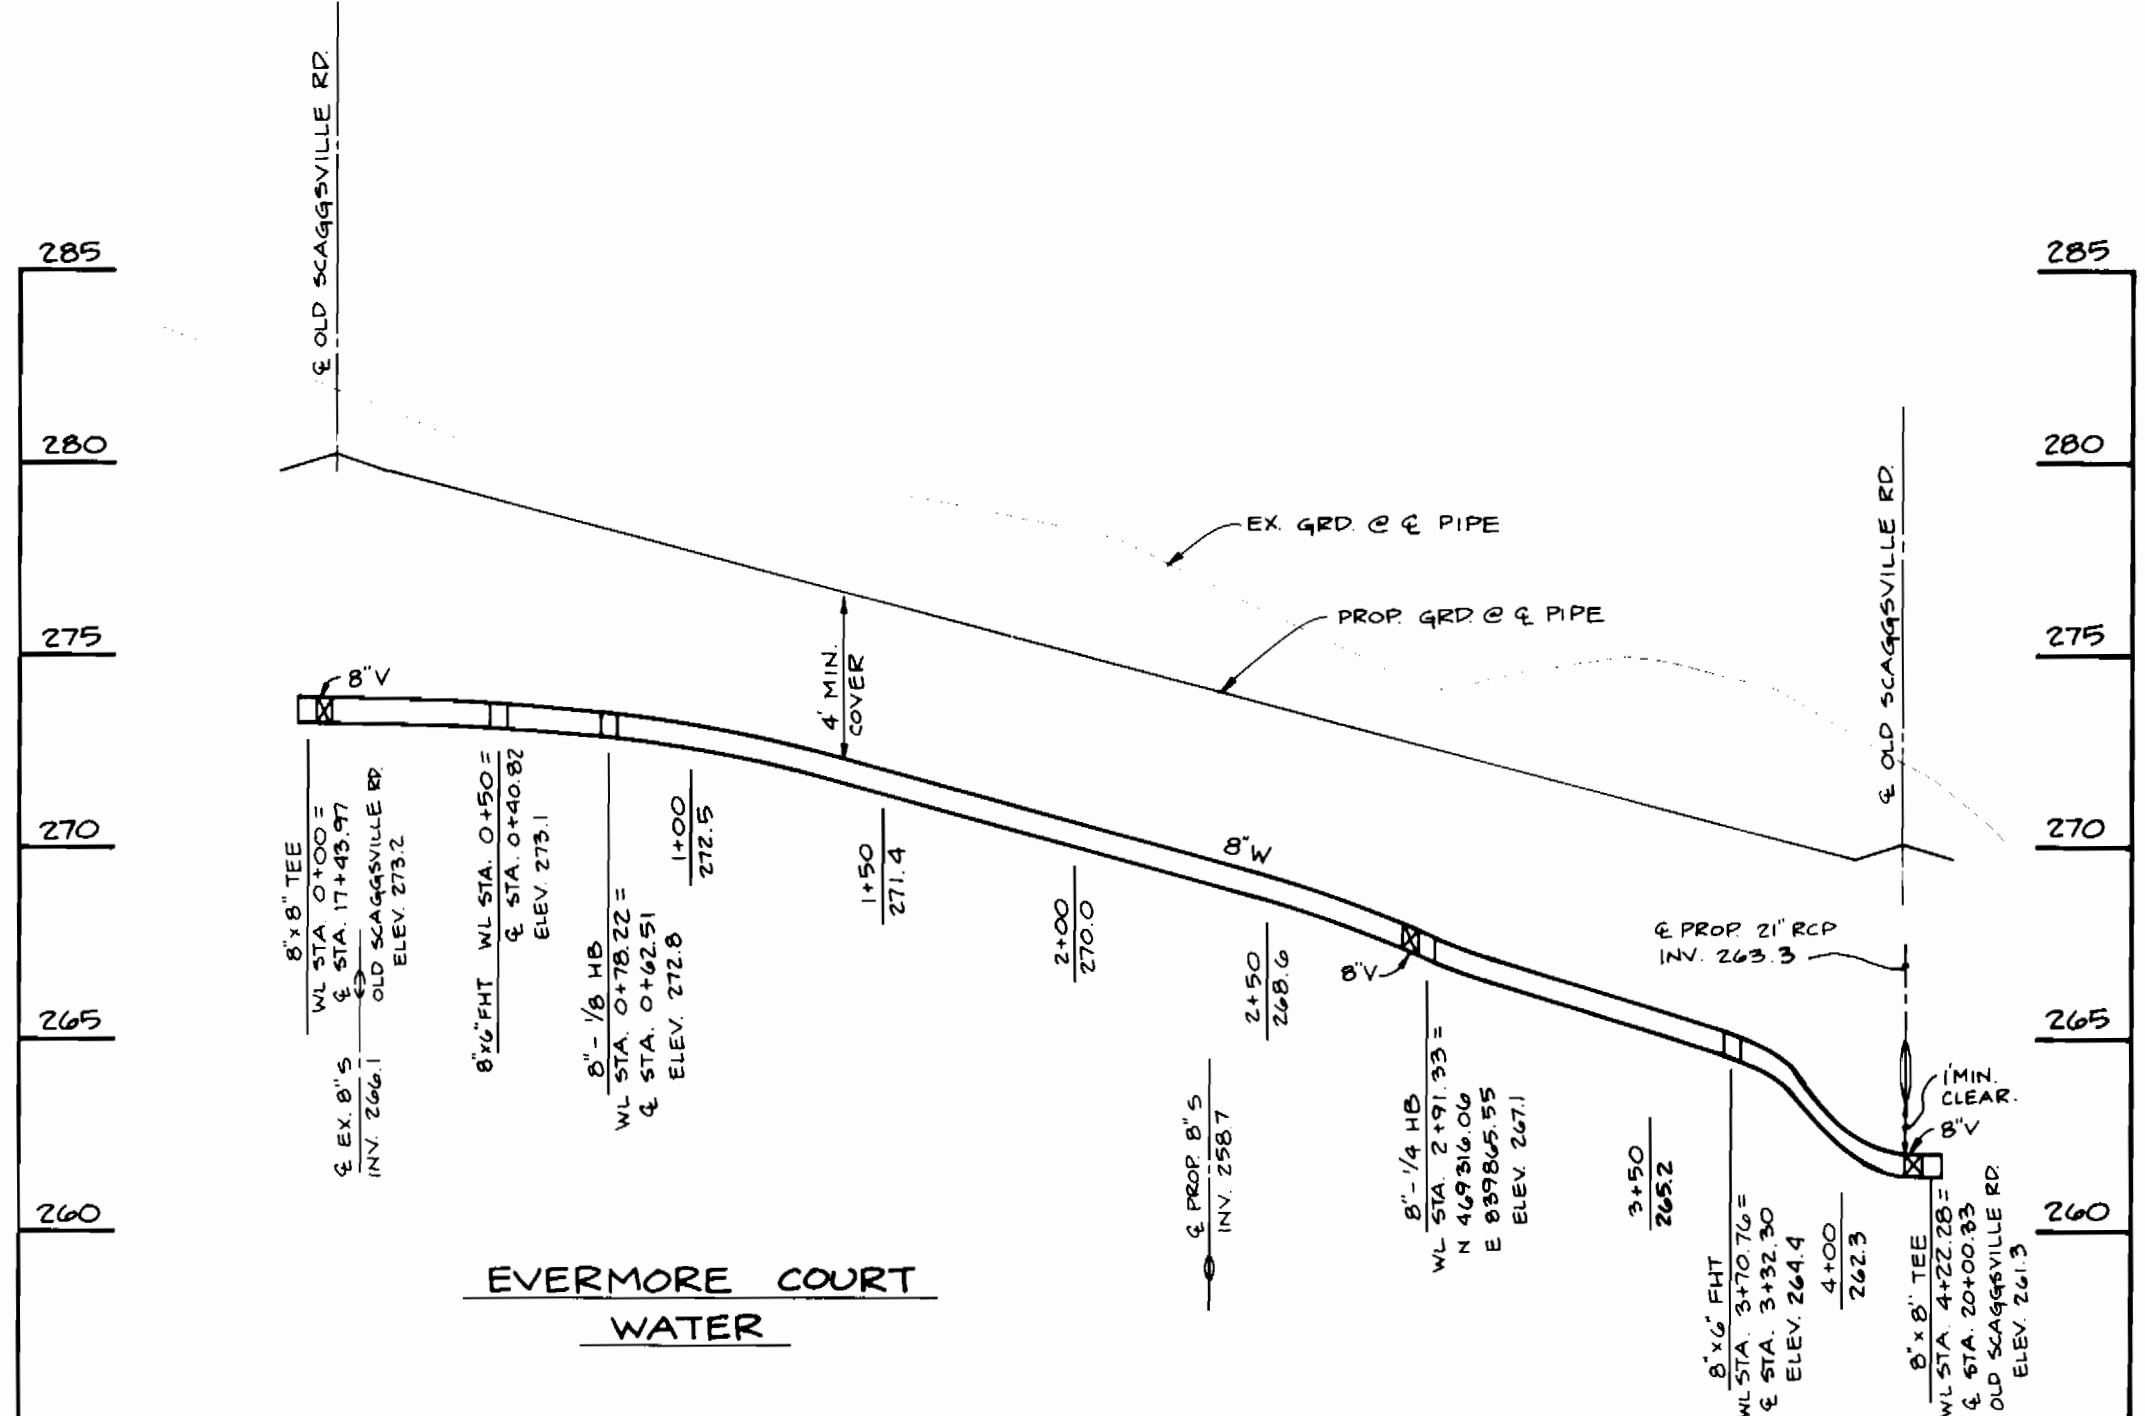 ℄ OLD SCAGGSVILLE RD.
285
280
275
270
265
260
285
280
275
270
265
260
EX. GRD. @ ℄ PIPE
PROP. GRD. @ ℄ PIPE
℄ OLD SCAGGSVILLE RD.
8"V
4' MIN.
COVER
8"W
8"V
℄ PROP. 21" RCP
INV. 263.3
1' MIN.
CLEAR.
8"V
8"x8" TEE
WL STA. 0+00 =
℄ STA. 17+43.97
OLD SCAGGSVILLE RD.
ELEV. 273.2
℄ EX. 8"S
INV. 266.1
8"x6" FHT WL STA. 0+50 =
℄ STA. 0+40.82
ELEV. 273.1
8" - 1/8 HB
WL STA. 0+78.22 =
℄ STA. 0+62.51
ELEV. 272.8
1+00
272.5
1+50
271.4
2+00
270.0
2+50
268.6
℄ PROP. 8"S
INV. 258.7
8" - 1/4 HB
WL STA. 2+91.33 =
N 469316.06
E 839865.55
ELEV. 267.1
3+50
265.2
8"x6" FHT
WL STA. 3+70.76 =
℄ STA. 3+32.30
ELEV. 264.4
4+00
262.3
8"x8" TEE
WL STA. 4+22.28 =
℄ STA. 20+00.33
OLD SCAGGSVILLE RD.
ELEV. 261.3
EVERMORE COURT
WATER